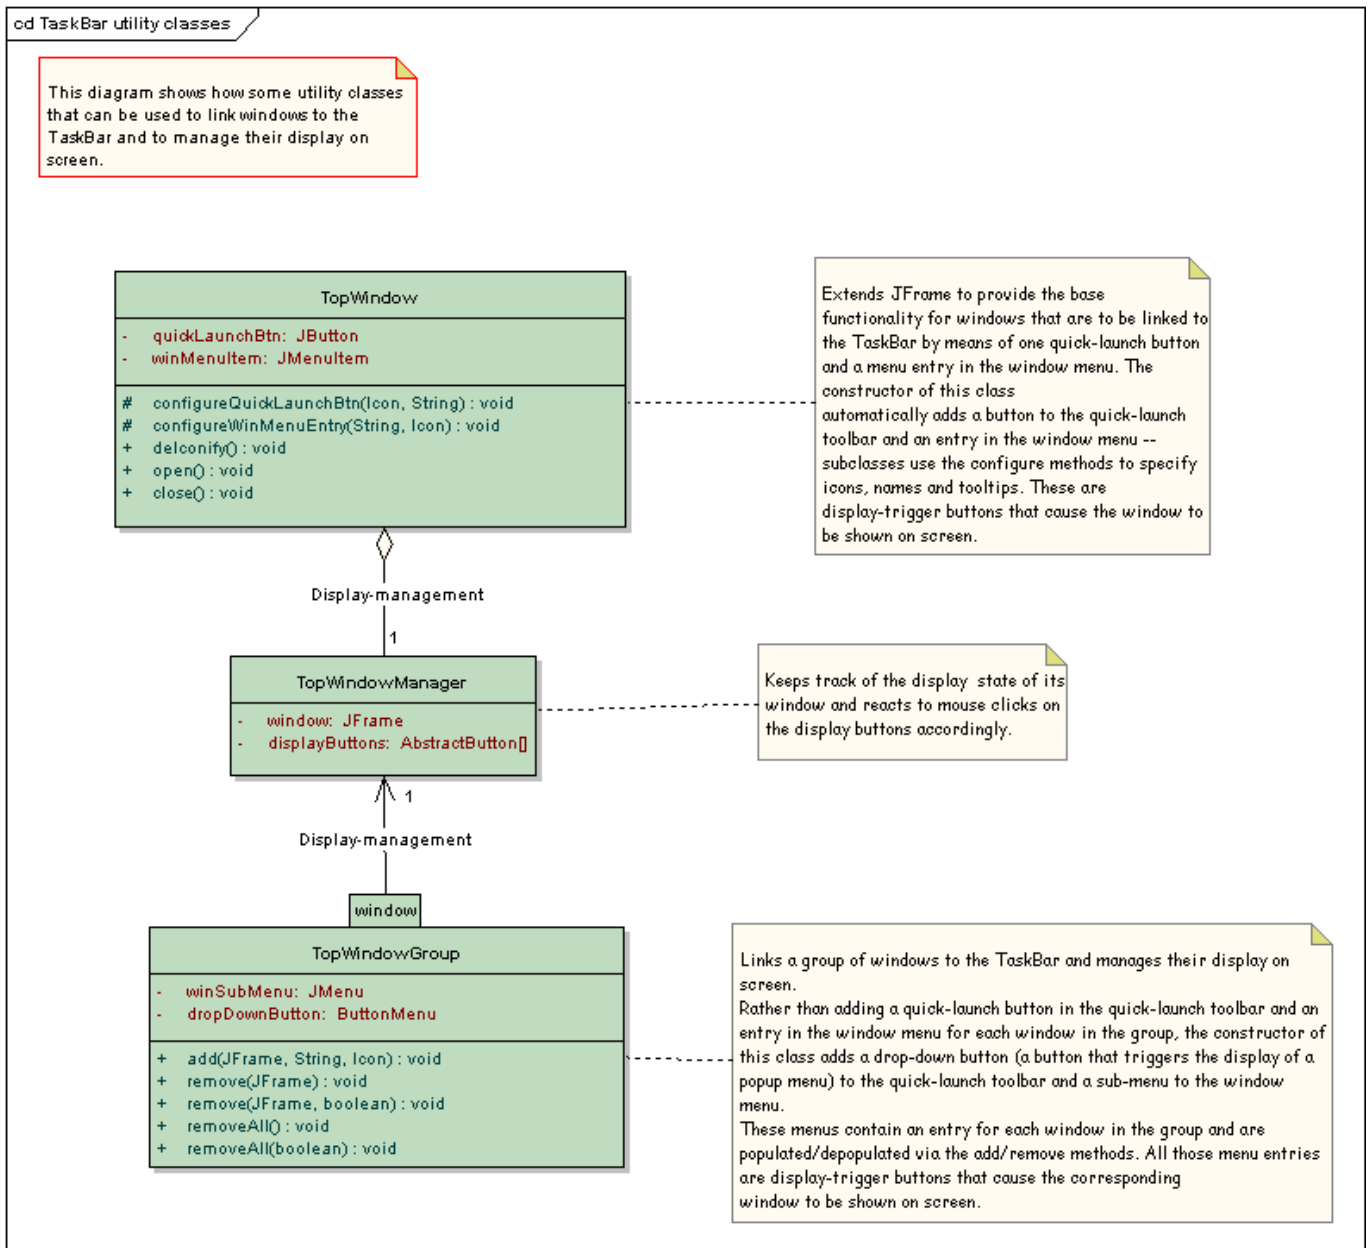 cd TaskBar utility classes
This diagram shows how some utility classes
that can be used to link windows to the
TaskBar and to manage their display on
screen.
TopWindow
- quickLaunchBtn: JButton
- winMenuItem: JMenuItem
# configureQuickLaunchBtn(Icon, String) : void
# configureWinMenuEntry(String, Icon) : void
+ deIconify() : void
+ open() : void
+ close() : void
Extends JFrame to provide the base
functionality for windows that are to be linked to
the TaskBar by means of one quick-launch button
and a menu entry in the window menu. The
constructor of this class
automatically adds a button to the quick-launch
toolbar and an entry in the window menu --
subclasses use the configure methods to specify
icons, names and tooltips. These are
display-trigger buttons that cause the window to
be shown on screen.
Display-management
1
TopWindowManager
- window: JFrame
- displayButtons: AbstractButton[]
Keeps track of the display state of its
window and reacts to mouse clicks on
the display buttons accordingly.
1
Display-management
window
TopWindowGroup
- winSubMenu: JMenu
- dropDownButton: ButtonMenu
+ add(JFrame, String, Icon) : void
+ remove(JFrame) : void
+ remove(JFrame, boolean) : void
+ removeAll() : void
+ removeAll(boolean) : void
Links a group of windows to the TaskBar and manages their display on
screen.
Rather than adding a quick-launch button in the quick-launch toolbar and an
entry in the window menu for each window in the group, the constructor of
this class adds a drop-down button (a button that triggers the display of a
popup menu) to the quick-launch toolbar and a sub-menu to the window
menu.
These menus contain an entry for each window in the group and are
populated/depopulated via the add/remove methods. All those menu entries
are display-trigger buttons that cause the corresponding
window to be shown on screen.